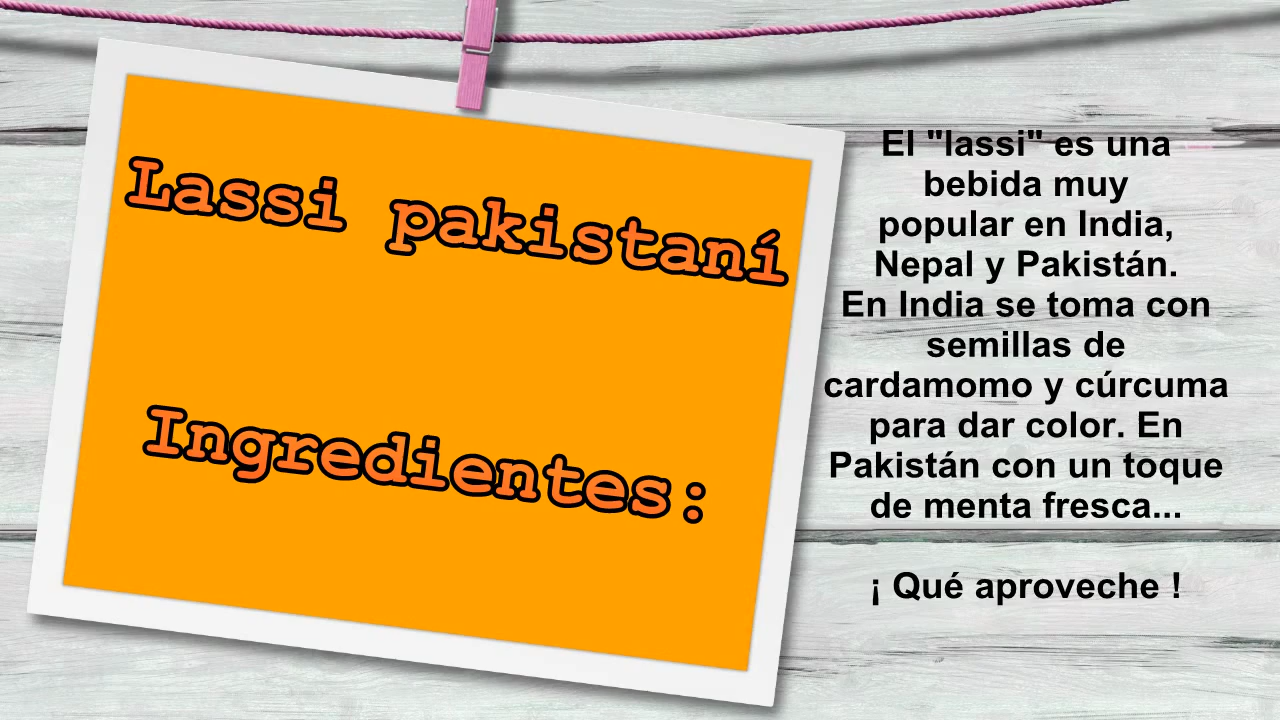 Lassi pakistaní
Ingredientes:
El "lassi" es una
bebida muy
popular en India,
Nepal y Pakistán.
En India se toma con
semillas de
cardamomo y cúrcuma
para dar color. En
Pakistán con un toque
de menta fresca...
¡ Qué aproveche !